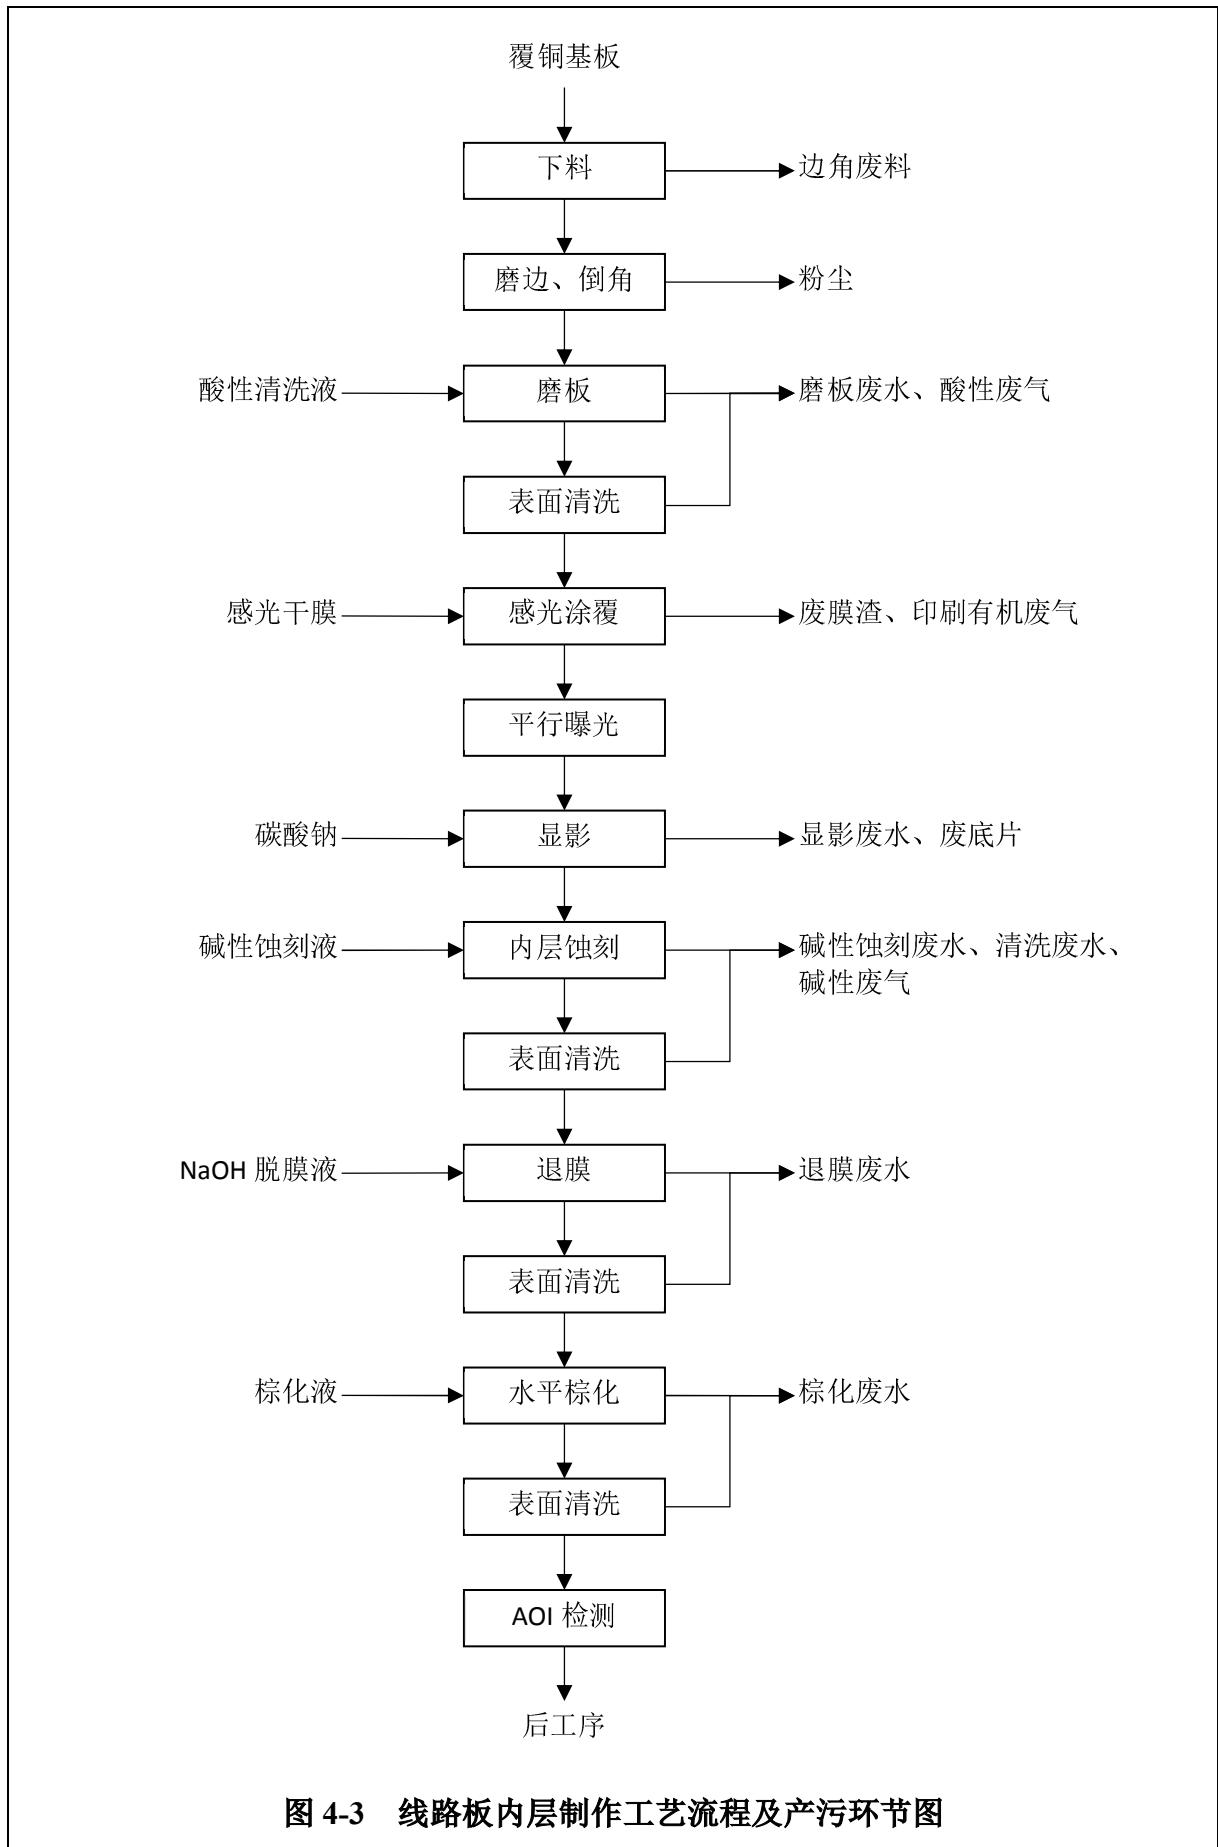 覆铜基板
下料
边角废料
磨边、倒角
粉尘
酸性清洗液
磨板
磨板废水、酸性废气
表面清洗
感光干膜
感光涂覆
废膜渣、印刷有机废气
平行曝光
碳酸钠
显影
显影废水、废底片
碱性蚀刻液
内层蚀刻
碱性蚀刻废水、清洗废水、
碱性废气
表面清洗
NaOH 脱膜液
退膜
退膜废水
表面清洗
棕化液
水平棕化
棕化废水
表面清洗
AOI 检测
后工序
图 4-3 线路板内层制作工艺流程及产污环节图